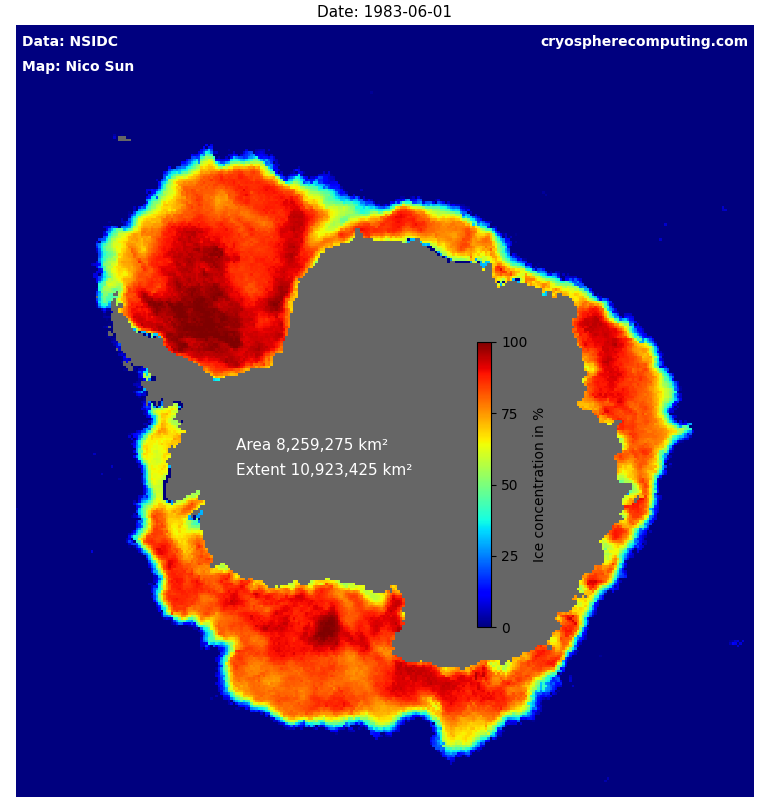 Date: 1983-06-01
Data: NSIDC
cryospherecomputing.com
Map: Nico Sun
100
75
50
25
0
Ice concentration in %
Area 8,259,275 km²
Extent 10,923,425 km²